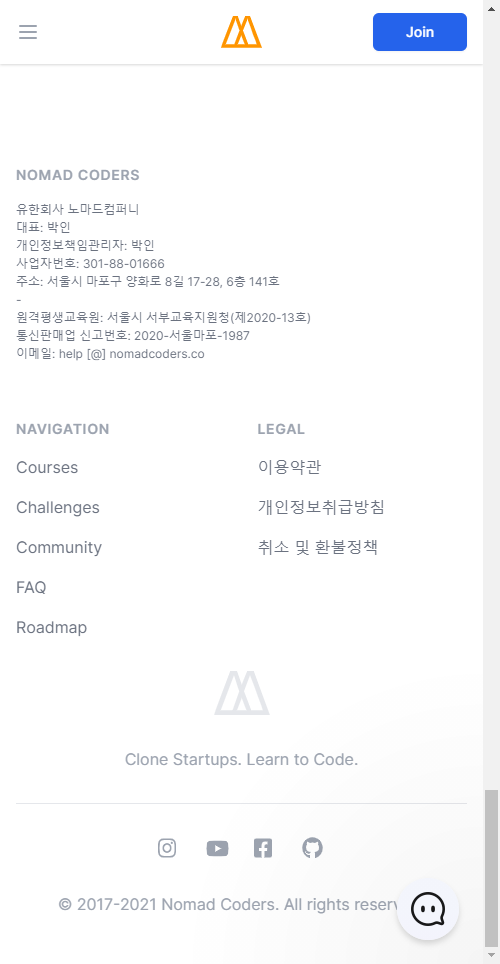 Join
NOMAD CODERS
유한회사 노마드컴퍼니
대표: 박인
개인정보책임관리자: 박인
사업자번호: 301-88-01666
주소: 서울시 마포구 양화로 8길 17-28, 6층 141호
-
원격평생교육원: 서울시 서부교육지원청(제2020-13호)
통신판매업 신고번호: 2020-서울마포-1987
이메일: help [@] nomadcoders.co
NAVIGATION
Courses
Challenges
Community
FAQ
Roadmap
LEGAL
이용약관
개인정보취급방침
취소 및 환불정책
Clone Startups. Learn to Code.
© 2017-2021 Nomad Coders. All rights